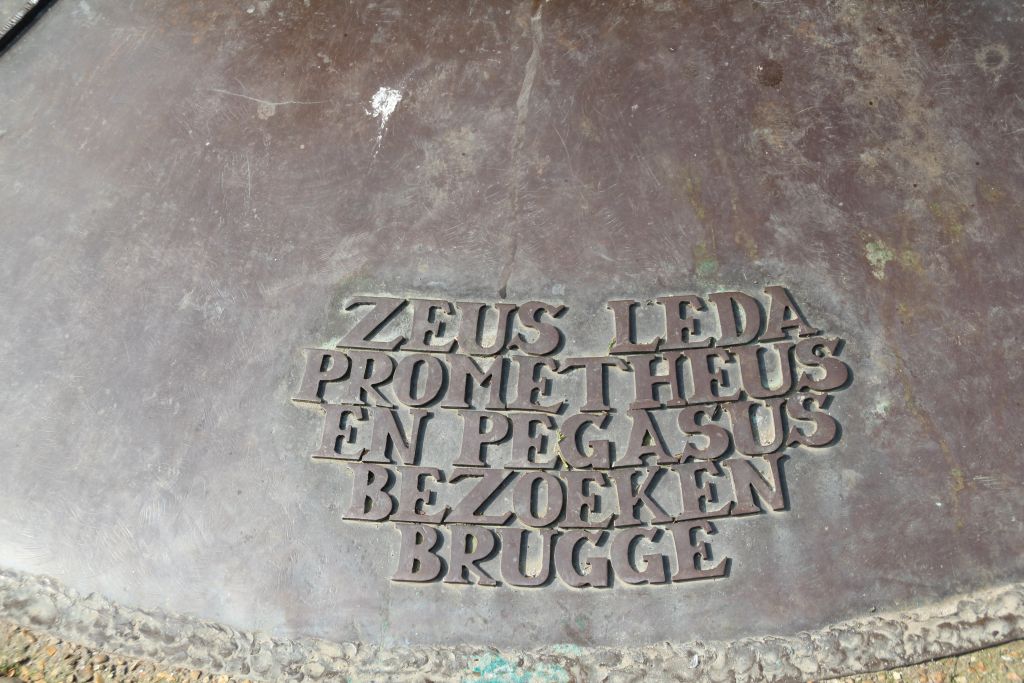 ZEUS LEDA
PROMETHEUS
EN PEGASUS
BEZOEKEN
BRUGGE